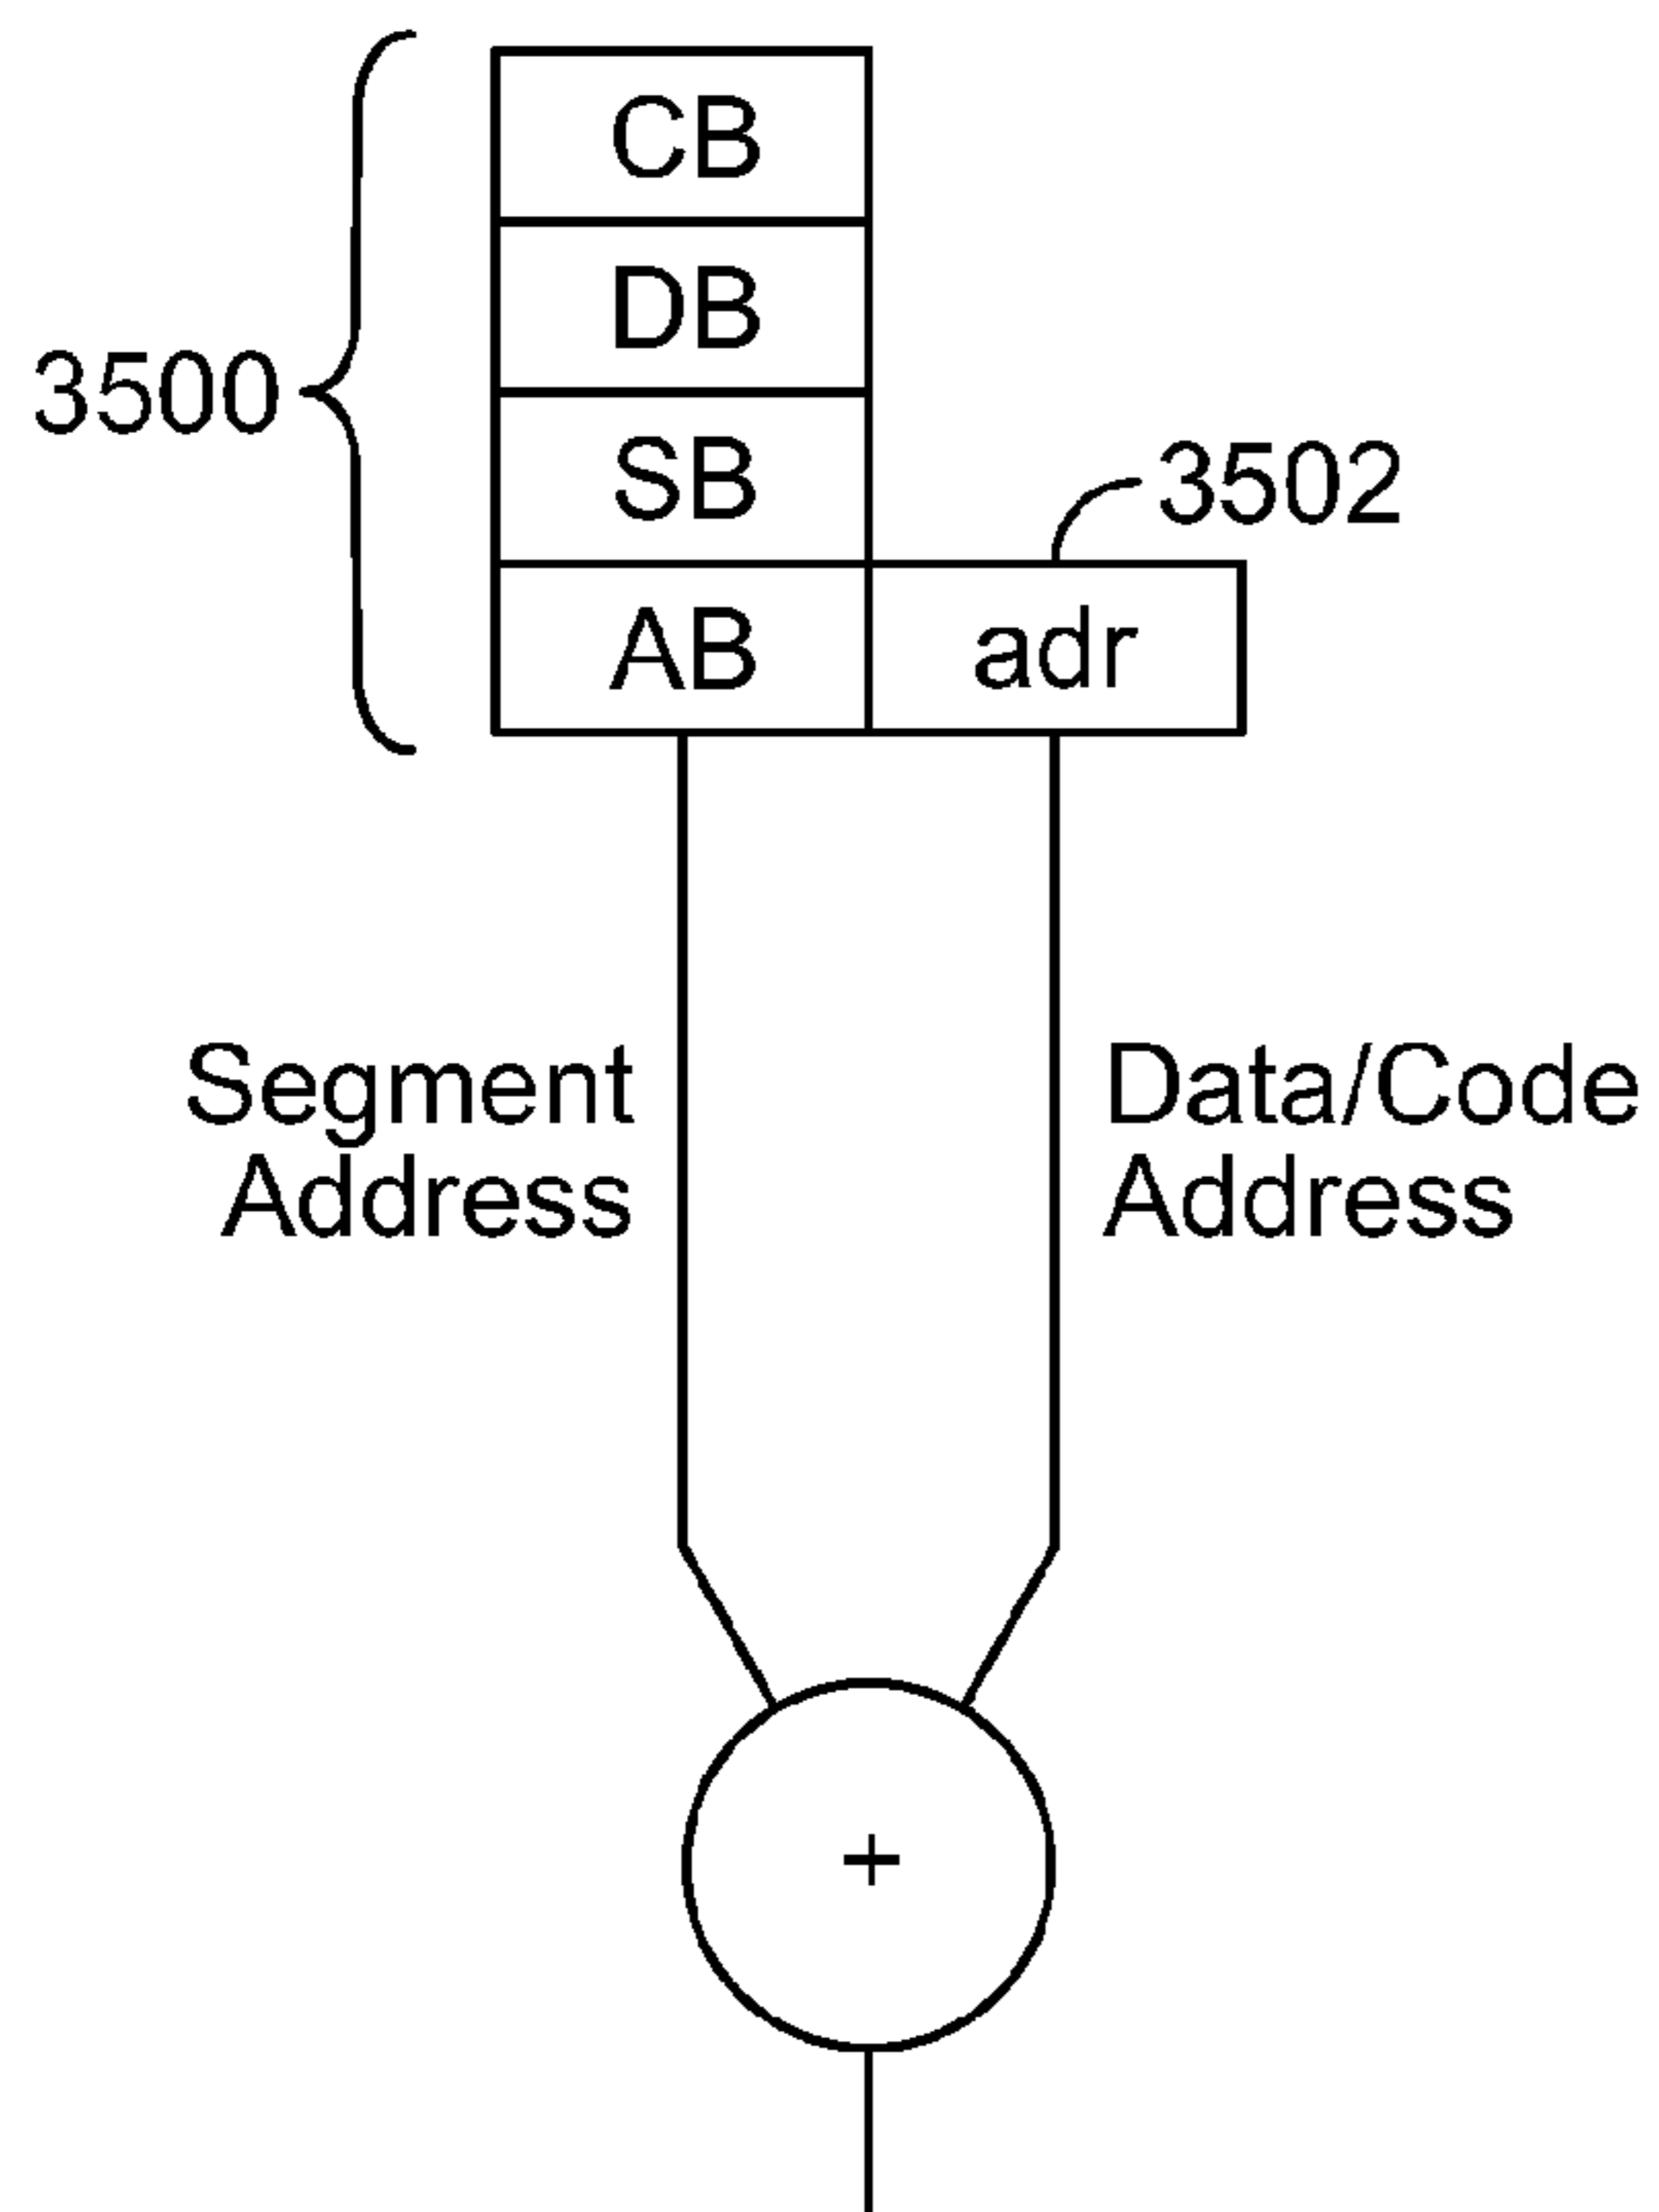 CB
DB
3500
SB
3502
AB
adr
Segment
Address
Data/Code
Address
+